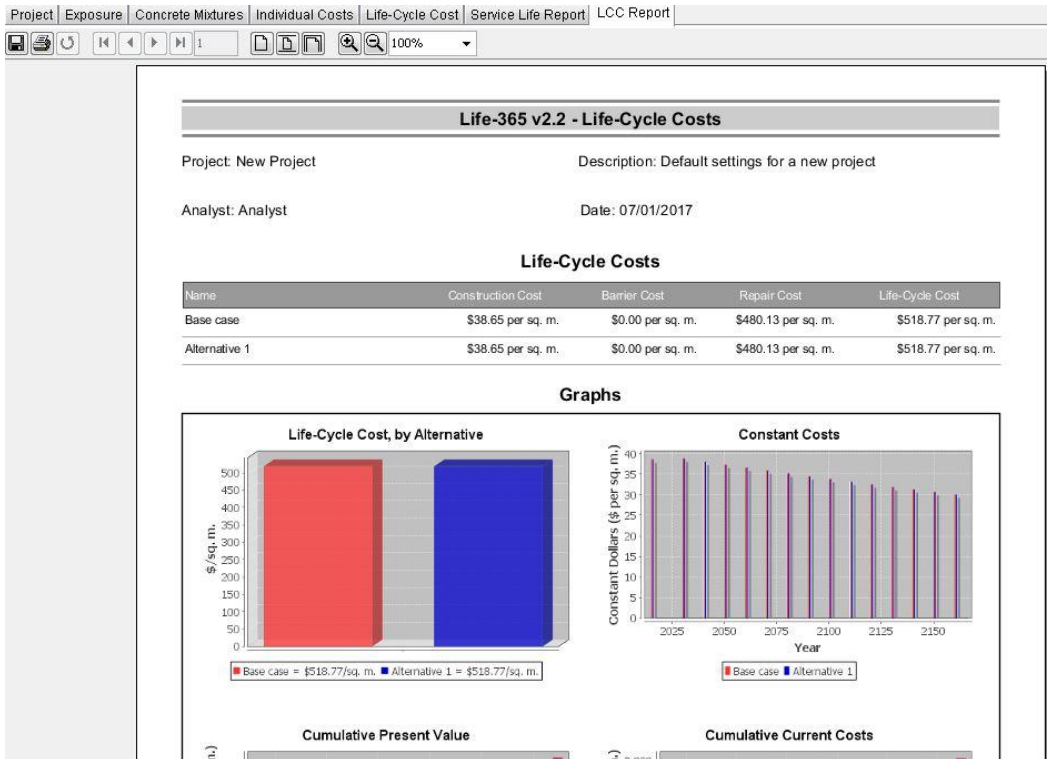 Project Exposure Concrete Mixtures Individual Costs Life-Cycle Cost Service Life Report LCC Report
1 100%
Life-365 v2.2 - Life-Cycle Costs
Project: New Project Description: Default settings for a new project
Analyst: Analyst Date: 07/01/2017
Life-Cycle Costs
Name Construction Cost Barrier Cost Repair Cost Life-Cycle Cost
Base case $38.65 per sq. m. $0.00 per sq. m. $480.13 per sq. m. $518.77 per sq. m.
Alternative 1 $38.65 per sq. m. $0.00 per sq. m. $480.13 per sq. m. $518.77 per sq. m.
Graphs
Life-Cycle Cost, by Alternative
$/sq. m.
500
450
400
350
300
250
200
150
100
50
0
Base case = $518.77/sq. m. Alternative 1 = $518.77/sq. m.
Constant Costs
Constant Dollars ($ per sq. m.)
40
35
30
25
20
15
10
5
0
2025 2050 2075 2100 2125 2150
Year
Base case Alternative 1
Cumulative Present Value
Cumulative Current Costs